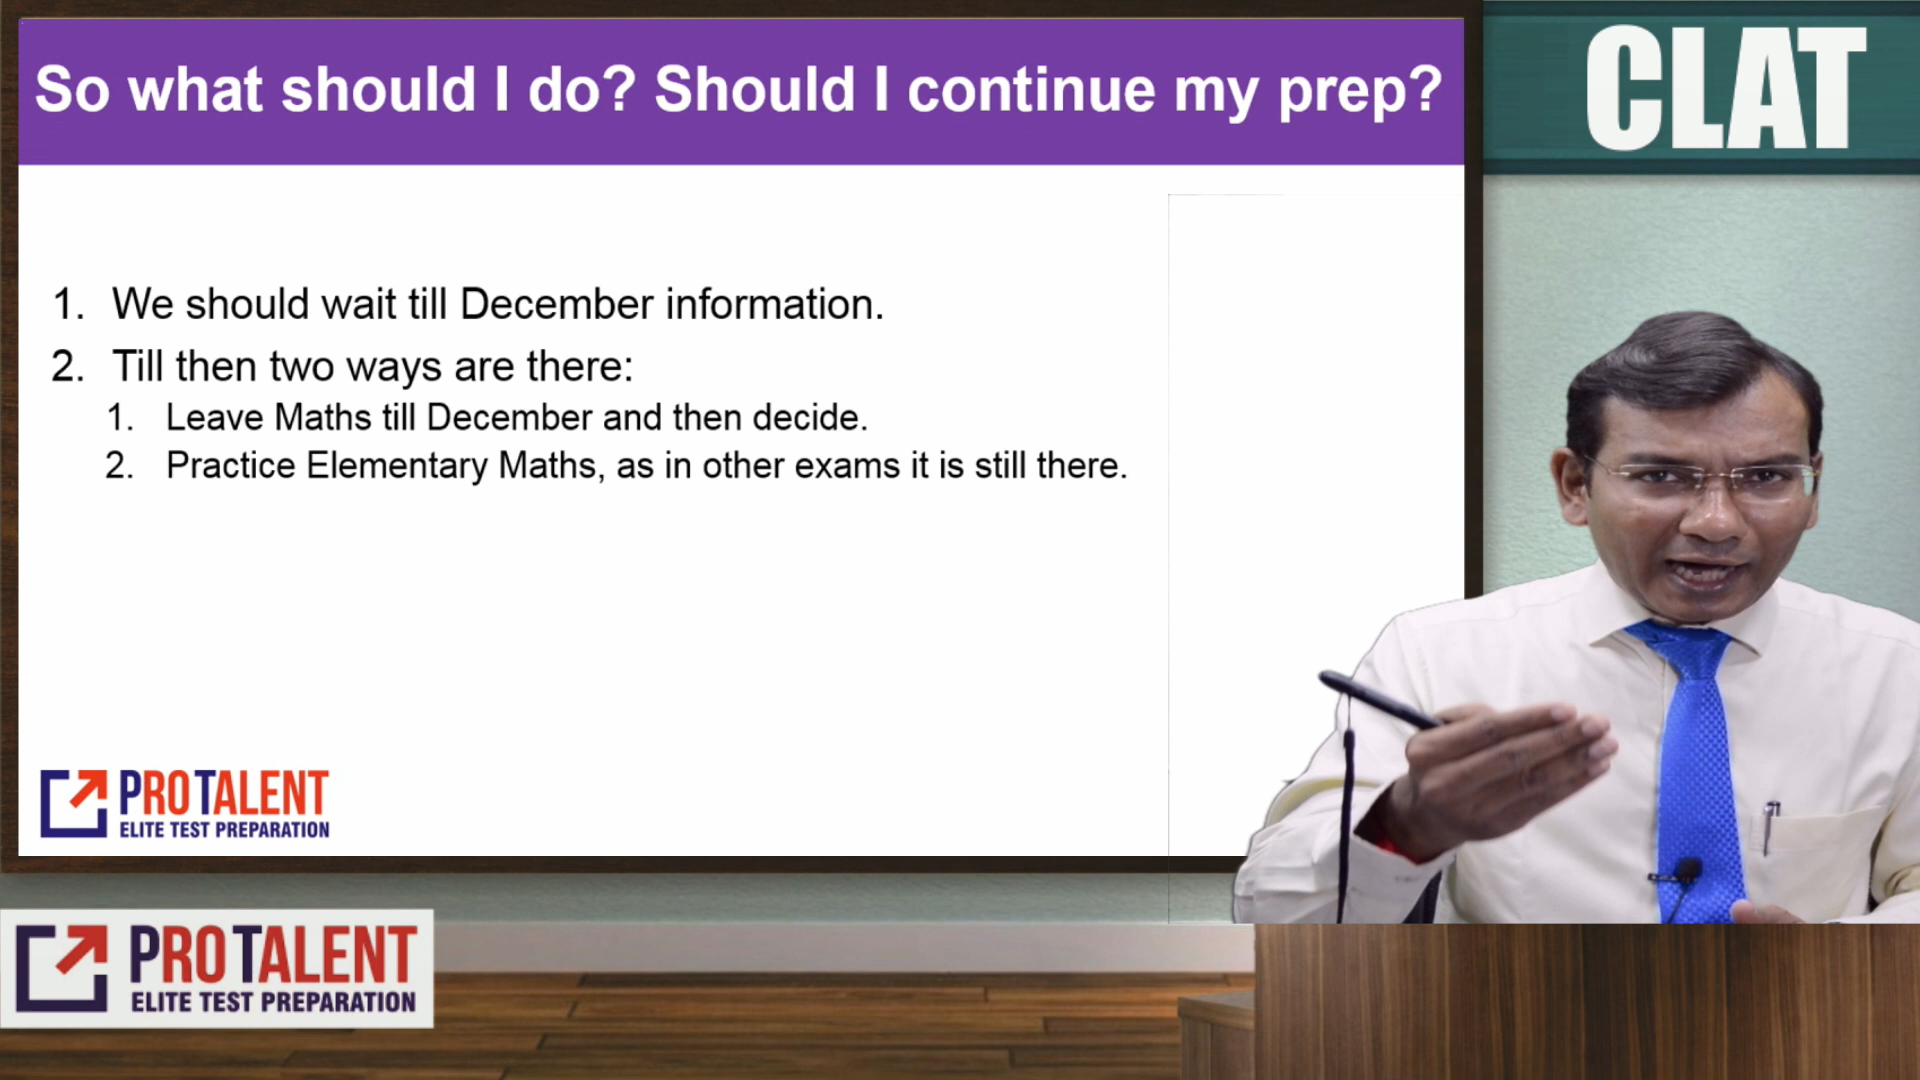 So what should I do? Should I continue my prep?
CLAT
1. We should wait till December information.
2. Till then two ways are there:
1. Leave Maths till December and then decide.
2. Practice Elementary Maths, as in other exams it is still there.
PROTALENT
ELITE TEST PREPARATION
PROTALENT
ELITE TEST PREPARATION